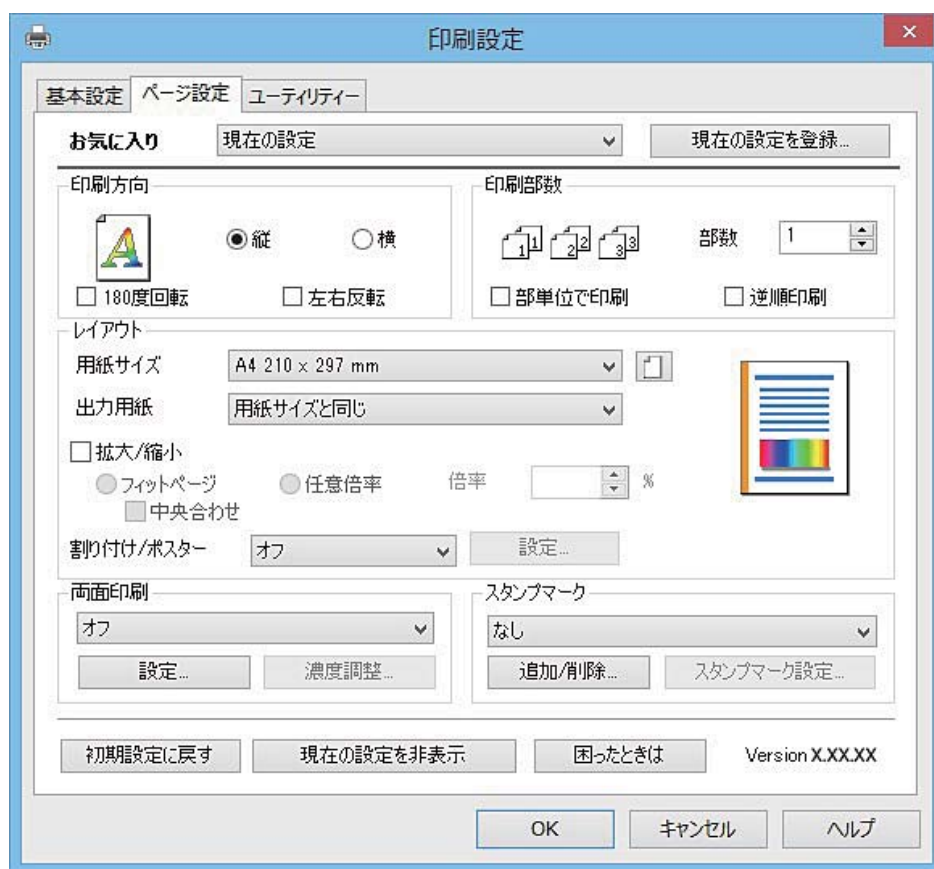 印刷設定
基本設定 ページ設定 ユーティリティー
お気に入り 現在の設定 現在の設定を登録...
印刷方向 印刷部数
縦 横 1 1 2 2 3 3 部数 1
180度回転 左右反転 部単位で印刷 逆順印刷
レイアウト
用紙サイズ A4 210 x 297 mm
出力用紙 用紙サイズと同じ
拡大/縮小
フィットページ 任意倍率 倍率 %
中央合わせ
割り付け/ポスター オフ 設定...
両面印刷 スタンプマーク
オフ なし
設定... 濃度調整... 追加/削除... スタンプマーク設定...
初期設定に戻す 現在の設定を非表示 困ったときは Version X.XX.XX
OK キャンセル ヘルプ